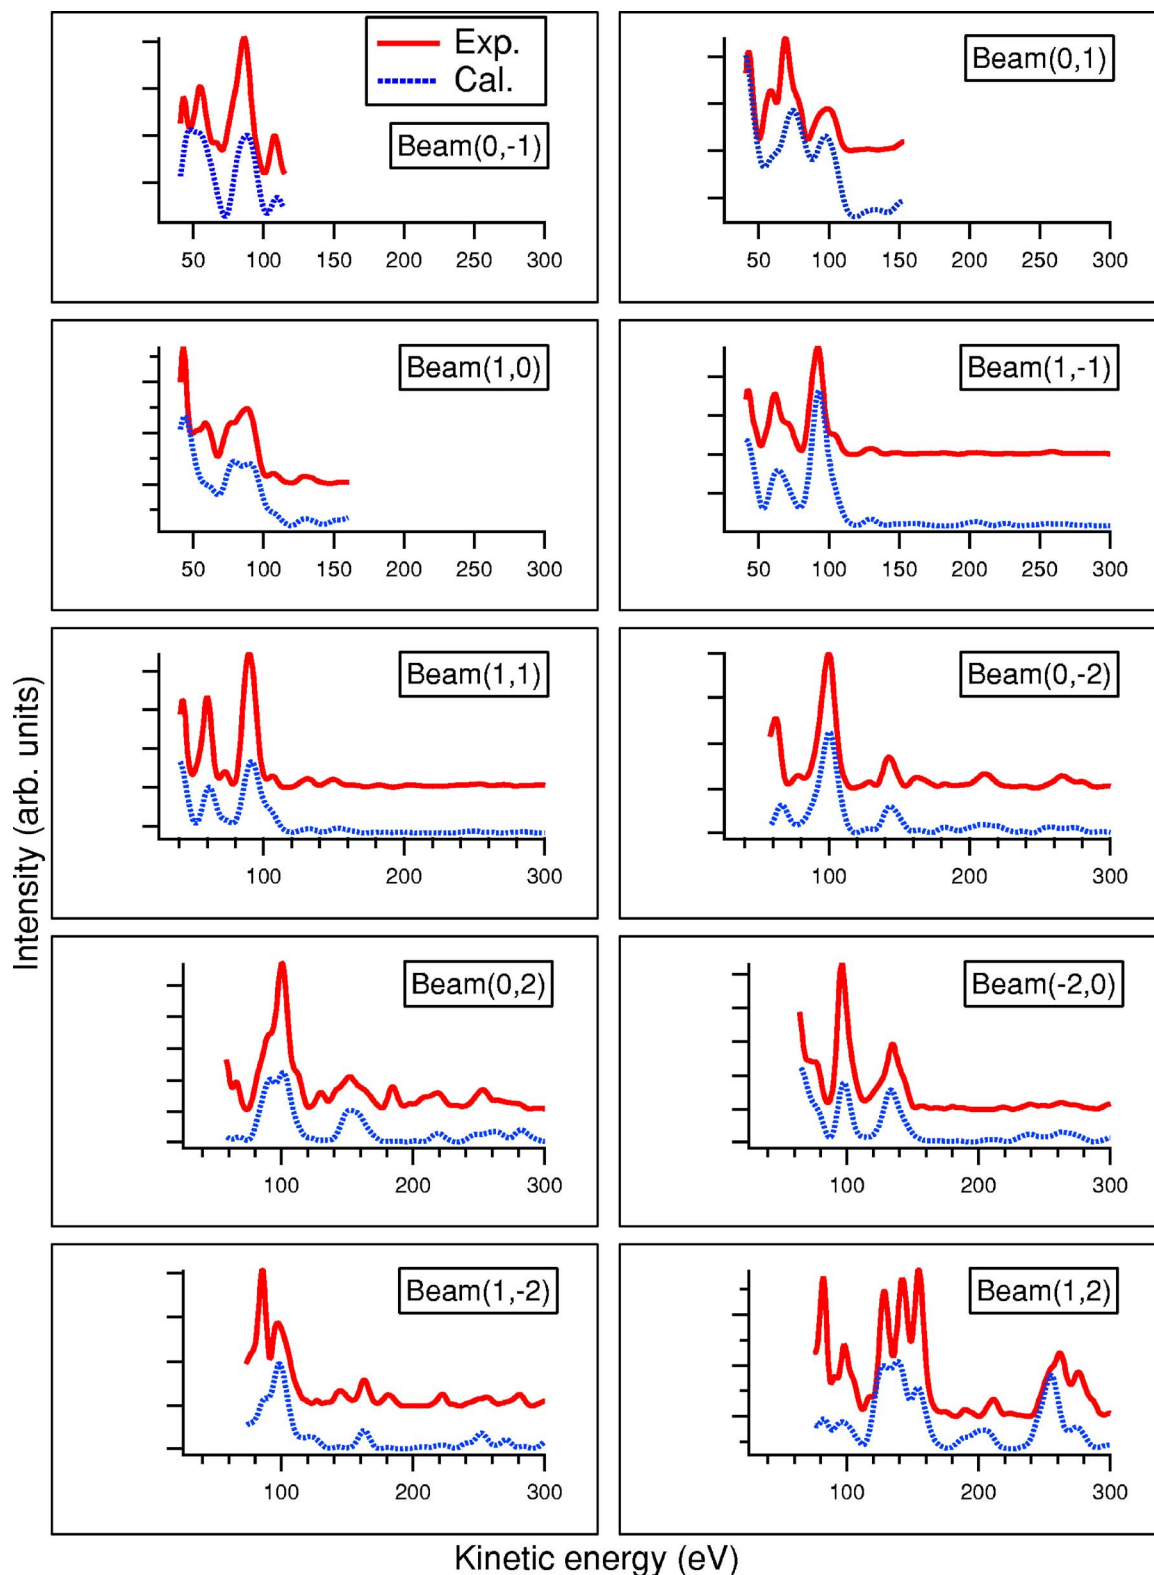 Exp.
Cal.
Beam(0,-1)
50 100 150 200 250 300
Beam(0,1)
50 100 150 200 250 300
Beam(1,0)
50 100 150 200 250 300
Beam(1,-1)
50 100 150 200 250 300
Beam(1,1)
100 200 300
Beam(0,-2)
100 200 300
Beam(0,2)
100 200 300
Beam(-2,0)
100 200 300
Beam(1,-2)
100 200 300
Beam(1,2)
100 200 300
Intensity (arb. units)
Kinetic energy (eV)